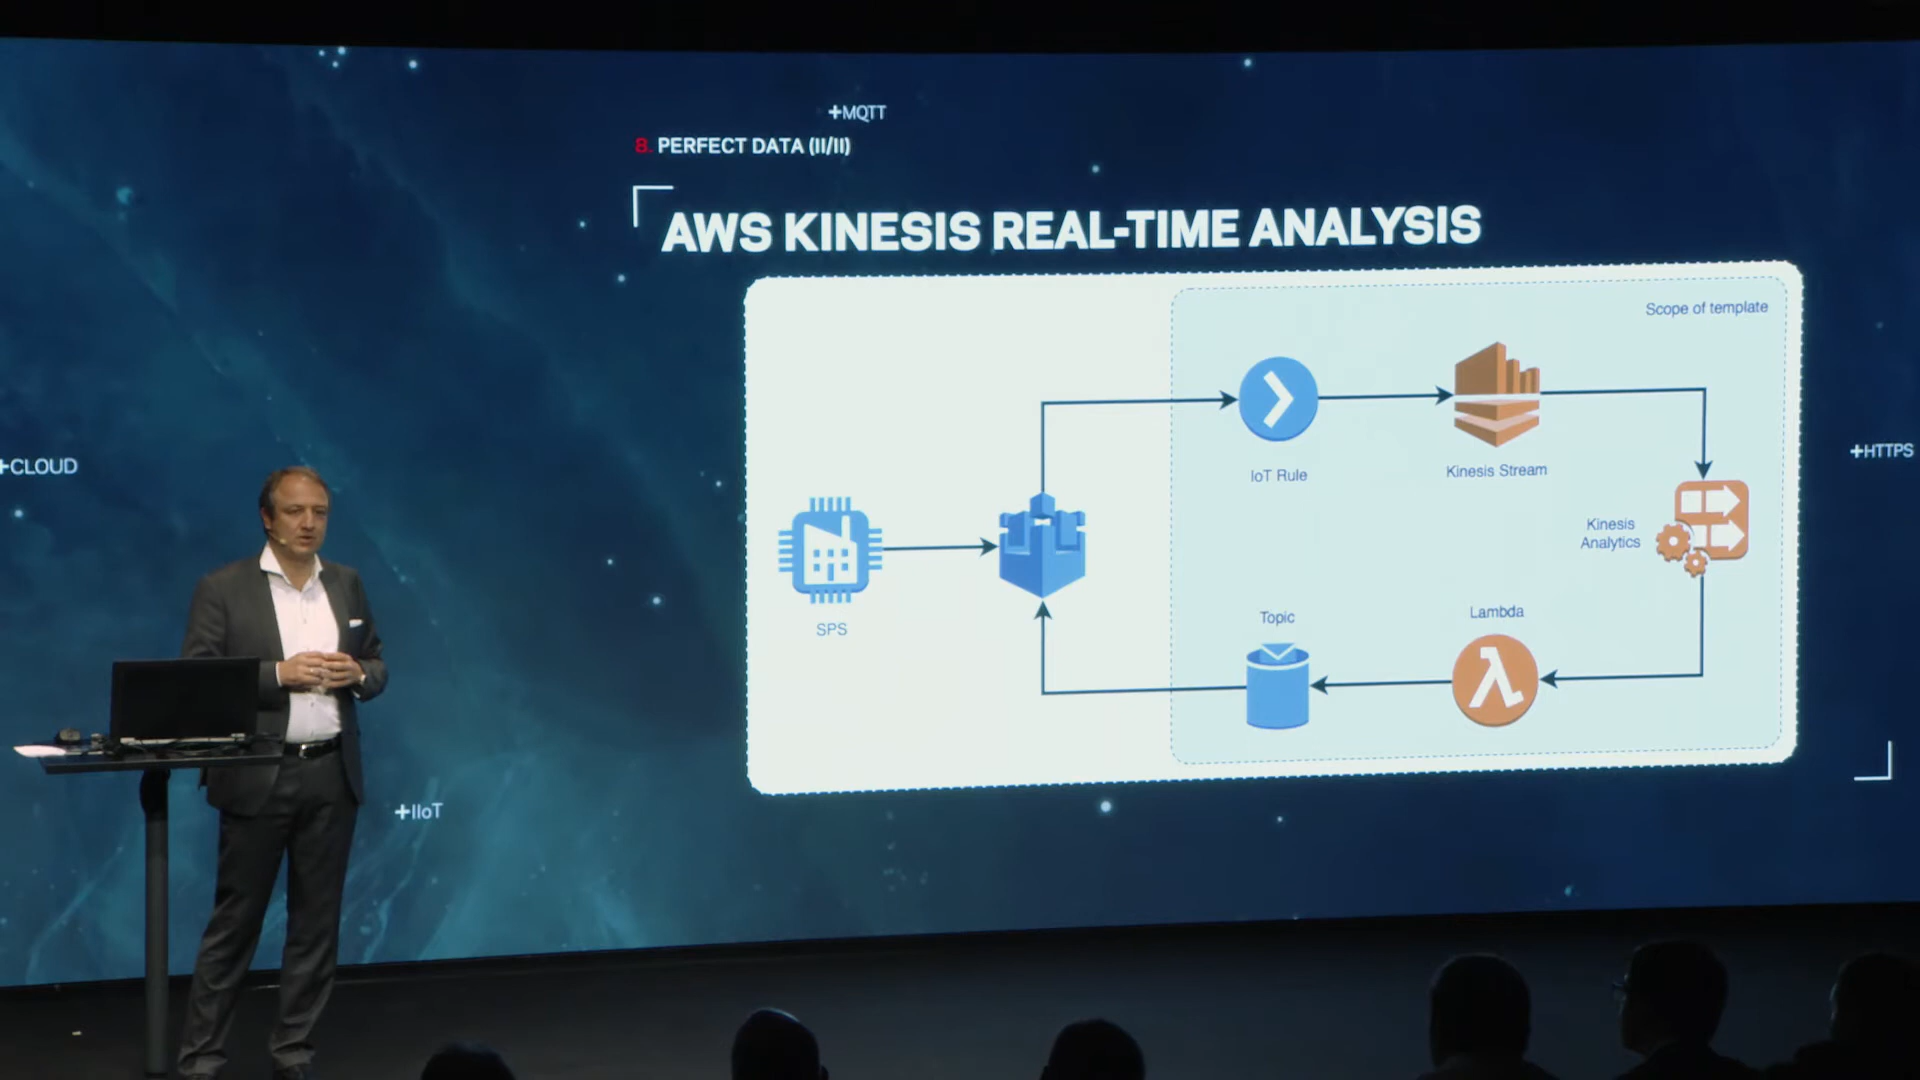 +MQTT
8. PERFECT DATA (II/II)
AWS KINESIS REAL-TIME ANALYSIS
Scope of template
IoT Rule
Kinesis Stream
Kinesis
Analytics
SPS
Topic
Lambda
+CLOUD
+HTTPS
+IIoT